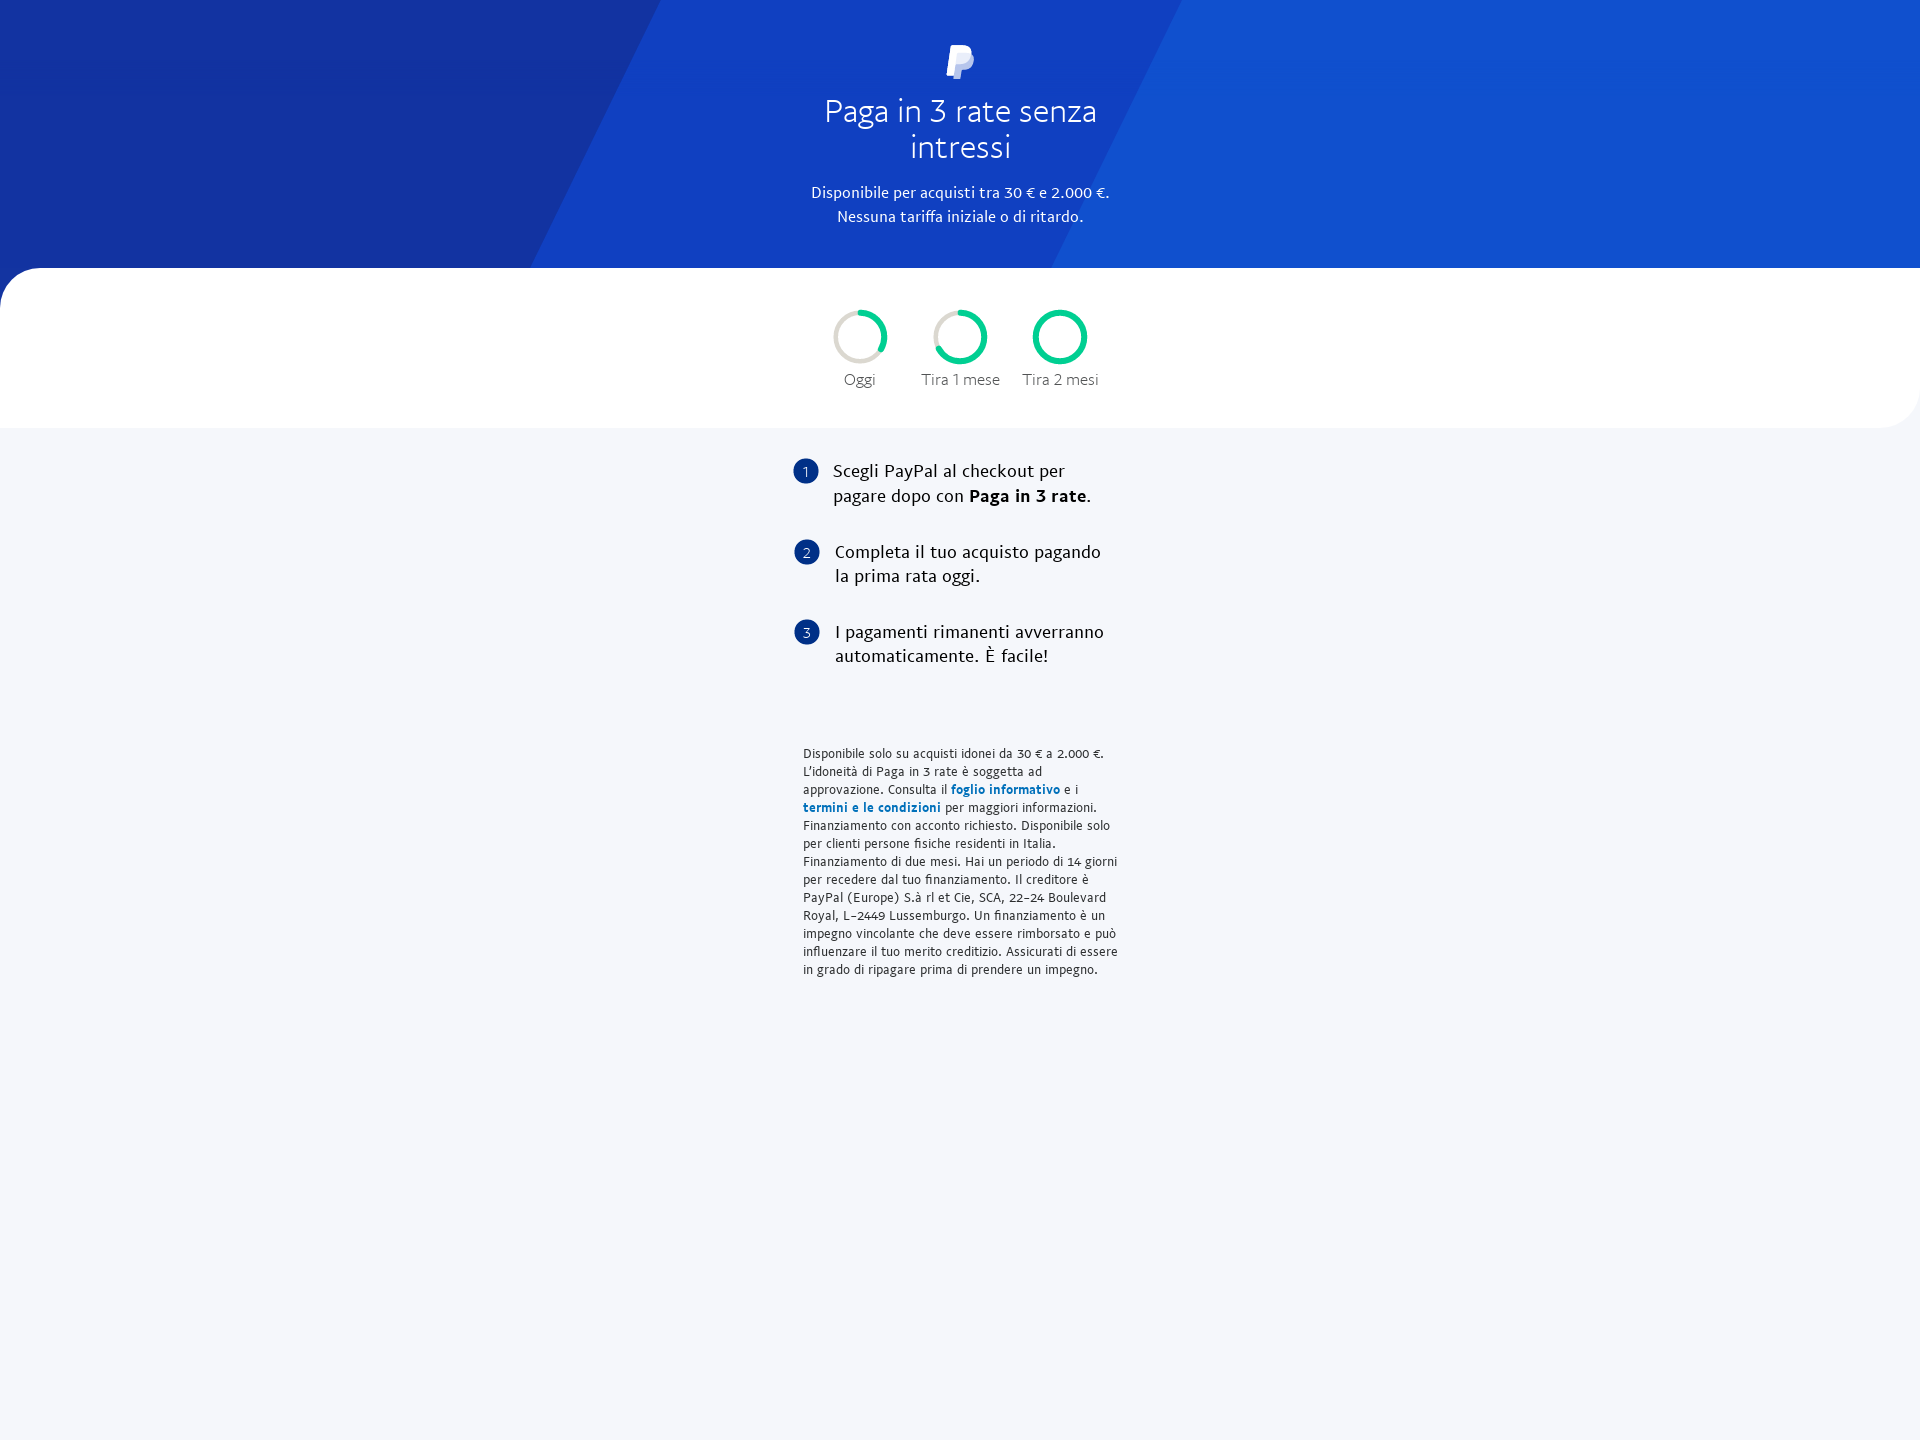 Paga in 3 rate senza
intressi
Disponibile per acquisti tra 30 € e 2.000 €.
Nessuna tariffa iniziale o di ritardo.
Oggi
Tira 1 mese
Tira 2 mesi
1 Scegli PayPal al checkout per
pagare dopo con Paga in 3 rate.
2 Completa il tuo acquisto pagando
la prima rata oggi.
3 I pagamenti rimanenti avverranno
automaticamente. È facile!
Disponibile solo su acquisti idonei da 30 € a 2.000 €.
L'idoneità di Paga in 3 rate è soggetta ad
approvazione. Consulta il foglio informativo e i
termini e le condizioni per maggiori informazioni.
Finanziamento con acconto richiesto. Disponibile solo
per clienti persone fisiche residenti in Italia.
Finanziamento di due mesi. Hai un periodo di 14 giorni
per recedere dal tuo finanziamento. Il creditore è
PayPal (Europe) S.à rl et Cie, SCA, 22-24 Boulevard
Royal, L-2449 Lussemburgo. Un finanziamento è un
impegno vincolante che deve essere rimborsato e può
influenzare il tuo merito creditizio. Assicurati di essere
in grado di ripagare prima di prendere un impegno.